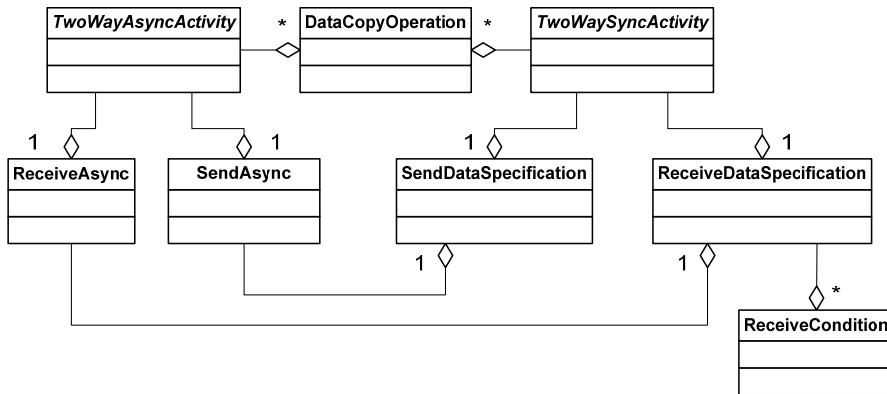 TwoWayAsyncActivity
*
DataCopyOperation
*
TwoWaySyncActivity
1
1
1
1
ReceiveAsync
SendAsync
SendDataSpecification
ReceiveDataSpecification
1
1
*
ReceiveCondition